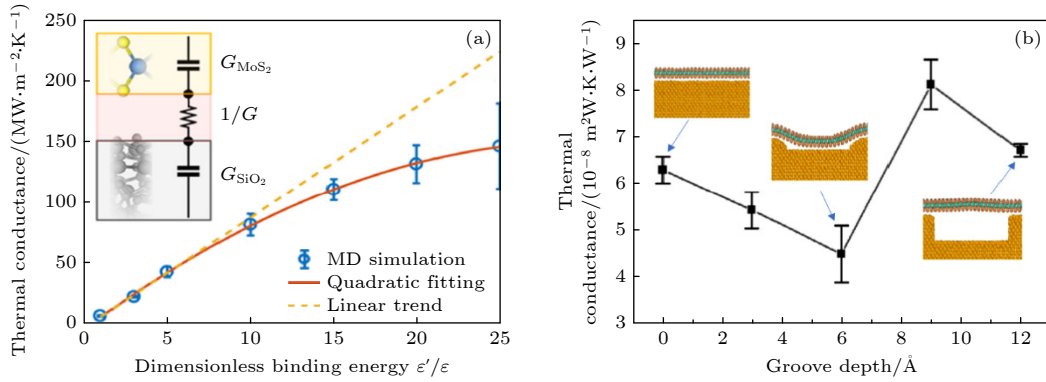 Thermal conductance/(MW·m⁻²·K⁻¹)
250
200
150
100
50
0
(a)
G_MoS₂
1/G
G_SiO₂
MD simulation
Quadratic fitting
Linear trend
0 5 10 15 20 25
Dimensionless binding energy ε′/ε
Thermal
conductance/(10⁻⁸ m²W·K·W⁻¹)
9
8
7
6
5
4
3
(b)
0 2 4 6 8 10 12
Groove depth/Å